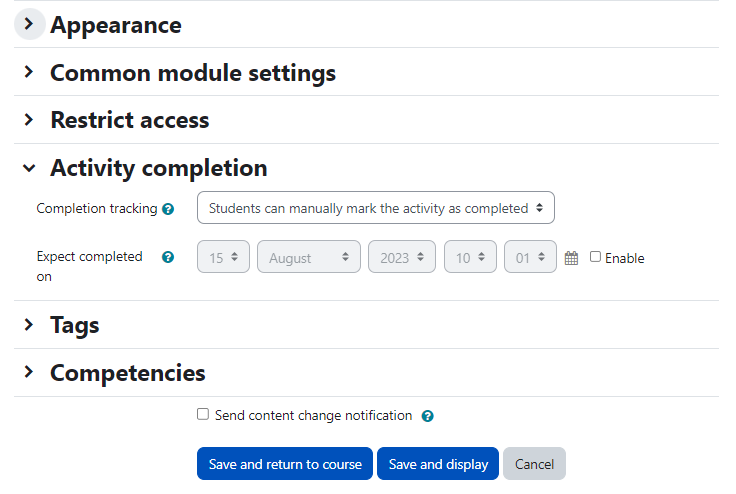 Appearance
Common module settings
Restrict access
Activity completion
Completion tracking Students can manually mark the activity as completed
Expect completed on 15 August 2023 10 01 Enable
Tags
Competencies
Send content change notification
Save and return to course Save and display Cancel